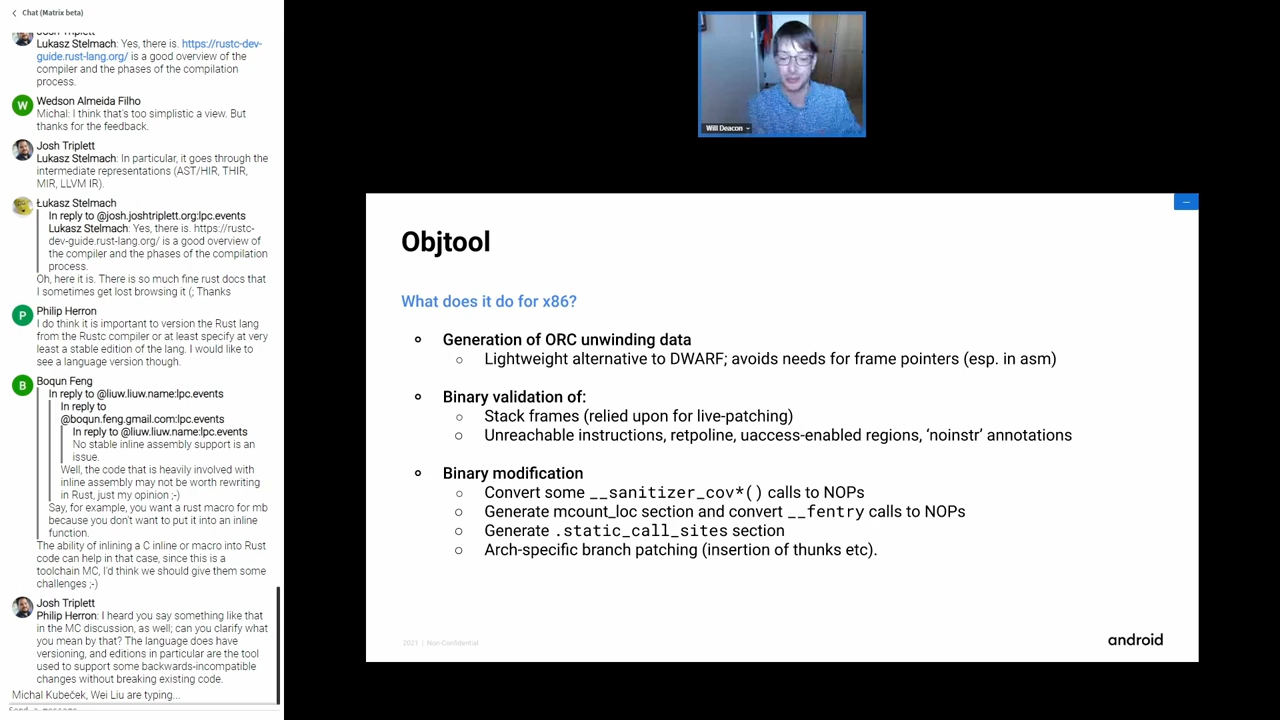 Chat (Matrix beta)
Josh Triplett
Lukasz Stelmach: Yes, there is. https://rustc-dev-
guide.rust-lang.org/ is a good overview of the
compiler and the phases of the compilation
process.
Wedson Almeida Filho
Michal: I think that's too simplistic a view. But
thanks for the feedback.
Josh Triplett
Lukasz Stelmach: In particular, it goes through the
intermediate representations (AST/HIR, THIR,
MIR, LLVM IR).
Łukasz Stelmach
In reply to @josh.joshtriplett.org:lpc.events
Lukasz Stelmach: Yes, there is. https://rustc-
dev-guide.rust-lang.org/ is a good overview of
the compiler and the phases of the compilation
process.
Oh, here it is. There is so much fine rust docs that
I sometimes get lost browsing it (; Thanks
Philip Herron
I do think it is important to version the Rust lang
from the Rustc compiler or at least specify at very
least a stable edition of the lang. I would like to
see a language version though.
Boqun Feng
In reply to @liuw.liuw.name:lpc.events
In reply to
@boqun.feng.gmail.com:lpc.events
In reply to @liuw.liuw.name:lpc.events
No stable inline assembly support is an
issue.
Well, the code that is heavily involved with
inline assembly may not be worth rewriting
in Rust, just my opinion ;-)
Say, for example, you want a rust macro for mb
because you don't want to put it into an inline
function.
The ability of inlining a C inline or macro into Rust
code can help in that case, since this is a
toolchain MC, I'd think we should give them some
challenges ;-)
Josh Triplett
Philip Herron: I heard you say something like that
in the MC discussion, as well; can you clarify what
you mean by that? The language does have
versioning, and editions in particular are the tool
used to support some backwards-incompatible
changes without breaking existing code.
Michal Kubeček, Wei Liu are typing...
Send a message
Will Deacon
Objtool
What does it do for x86?
Generation of ORC unwinding data
Lightweight alternative to DWARF; avoids needs for frame pointers (esp. in asm)
Binary validation of:
Stack frames (relied upon for live-patching)
Unreachable instructions, retpoline, uaccess-enabled regions, ‘noinstr’ annotations
Binary modification
Convert some __sanitizer_cov*() calls to NOPs
Generate mcount_loc section and convert __fentry calls to NOPs
Generate .static_call_sites section
Arch-specific branch patching (insertion of thunks etc).
2021 | Non-Confidential
android